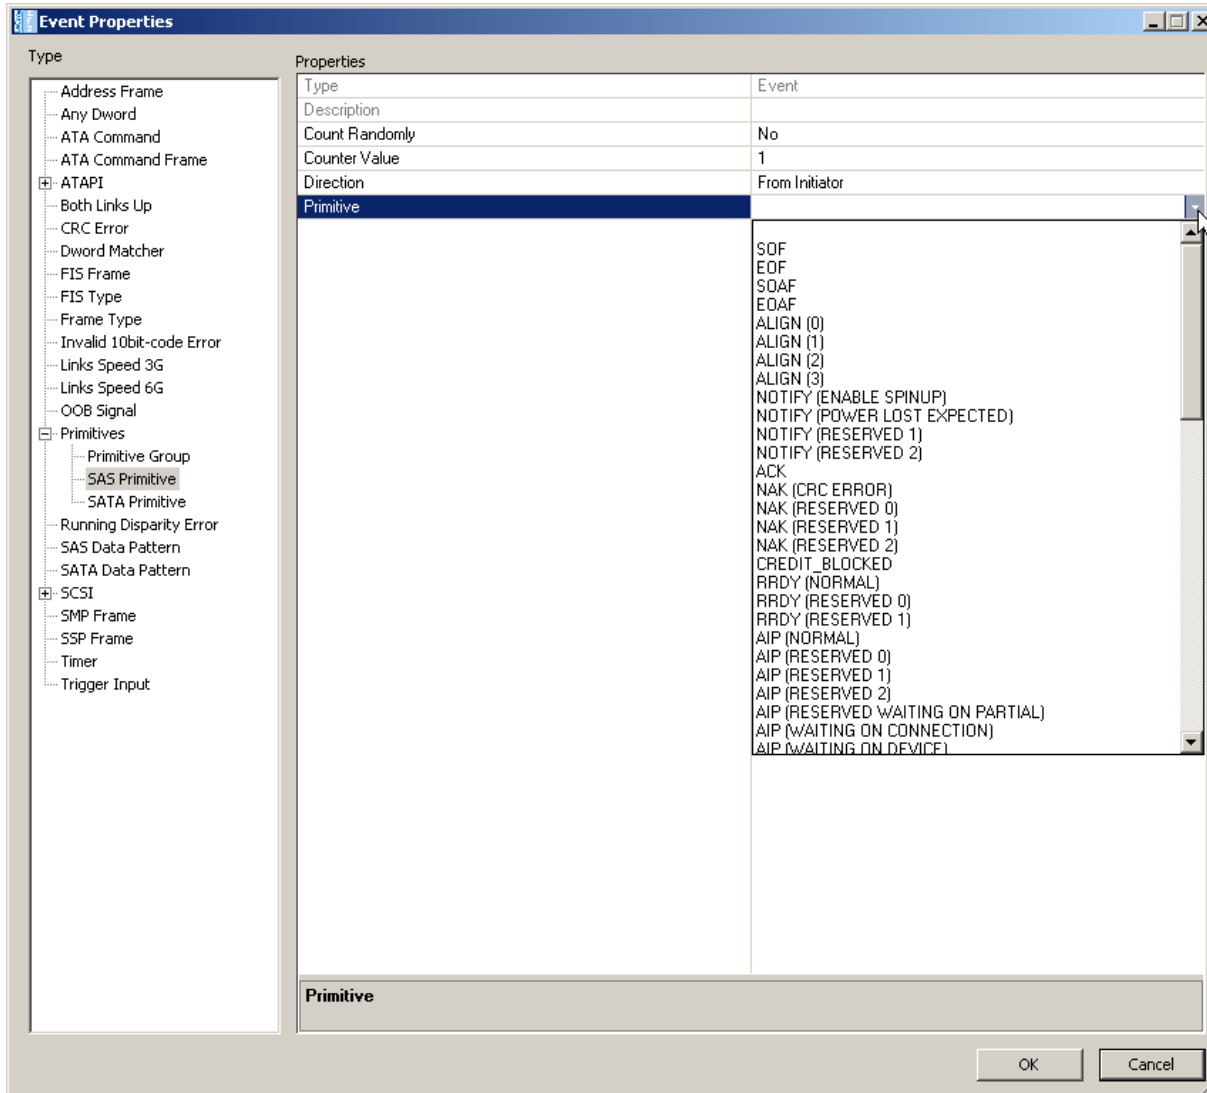 Event Properties
Type
Address Frame
Any Dword
ATA Command
ATA Command Frame
ATAPI
Both Links Up
CRC Error
Dword Matcher
FIS Frame
FIS Type
Frame Type
Invalid 10bit-code Error
Links Speed 3G
Links Speed 6G
OOB Signal
Primitives
Primitive Group
SAS Primitive
SATA Primitive
Running Disparity Error
SAS Data Pattern
SATA Data Pattern
SCSI
SMP Frame
SSP Frame
Timer
Trigger Input
Properties
Type Event
Description
Count Randomly No
Counter Value 1
Direction From Initiator
Primitive
SOF
EOF
SOAF
EOAF
ALIGN (0)
ALIGN (1)
ALIGN (2)
ALIGN (3)
NOTIFY (ENABLE SPINUP)
NOTIFY (POWER LOST EXPECTED)
NOTIFY (RESERVED 1)
NOTIFY (RESERVED 2)
ACK
NAK (CRC ERROR)
NAK (RESERVED 0)
NAK (RESERVED 1)
NAK (RESERVED 2)
CREDIT_BLOCKED
RRDY (NORMAL)
RRDY (RESERVED 0)
RRDY (RESERVED 1)
AIP (NORMAL)
AIP (RESERVED 0)
AIP (RESERVED 1)
AIP (RESERVED 2)
AIP (RESERVED WAITING ON PARTIAL)
AIP (WAITING ON CONNECTION)
AIP (WAITING ON DEVICE)
Primitive
OK
Cancel